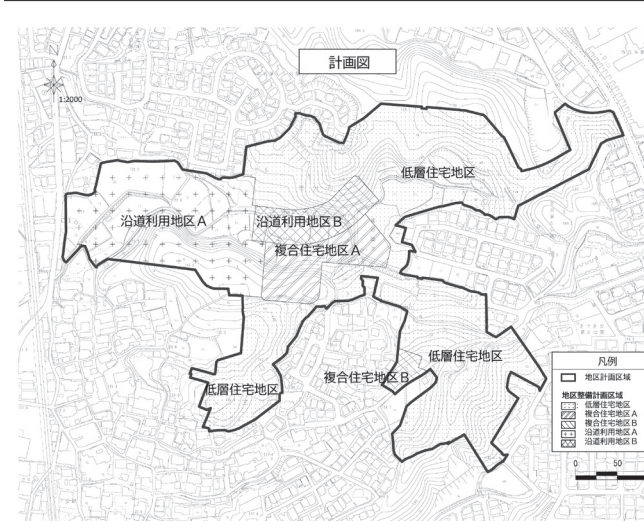 計画図
N
1:2000
低層住宅地区
沿道利用地区A
沿道利用地区B
複合住宅地区A
低層住宅地区
複合住宅地区B
低層住宅地区
凡例
地区計画区域
地区整備計画区域
低層住宅地区
複合住宅地区A
複合住宅地区B
沿道利用地区A
沿道利用地区B
0 50